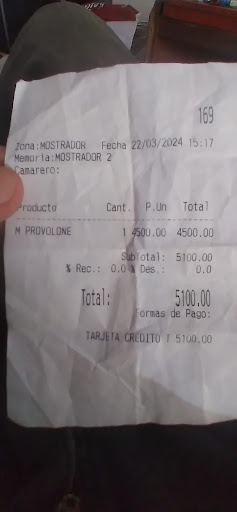 169
Zona:MOSTRADOR Fecha 22/03/2024 15:17
Memoria:MOSTRADOR 2
Camarero:
Producto Cant. P.Un Total
M PROVOLONE 1 4500.00 4500.00
SubTotal: 5100.00
% Rec.: 0.0 % Des.: 0.0
Total: 5100.00
Formas de Pago:
TARJETA CREDITO 1 5100.00